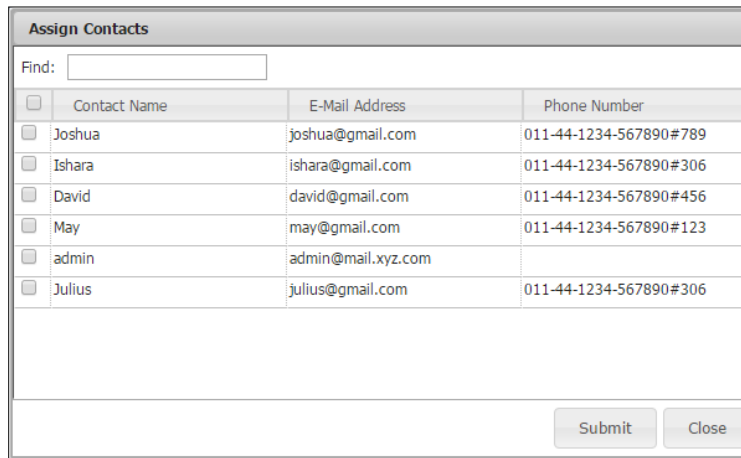 Assign Contacts
Find:
Contact Name E-Mail Address Phone Number
Joshua joshua@gmail.com 011-44-1234-567890#789
Ishara ishara@gmail.com 011-44-1234-567890#306
David david@gmail.com 011-44-1234-567890#456
May may@gmail.com 011-44-1234-567890#123
admin admin@mail.xyz.com
Julius julius@gmail.com 011-44-1234-567890#306
Submit Close